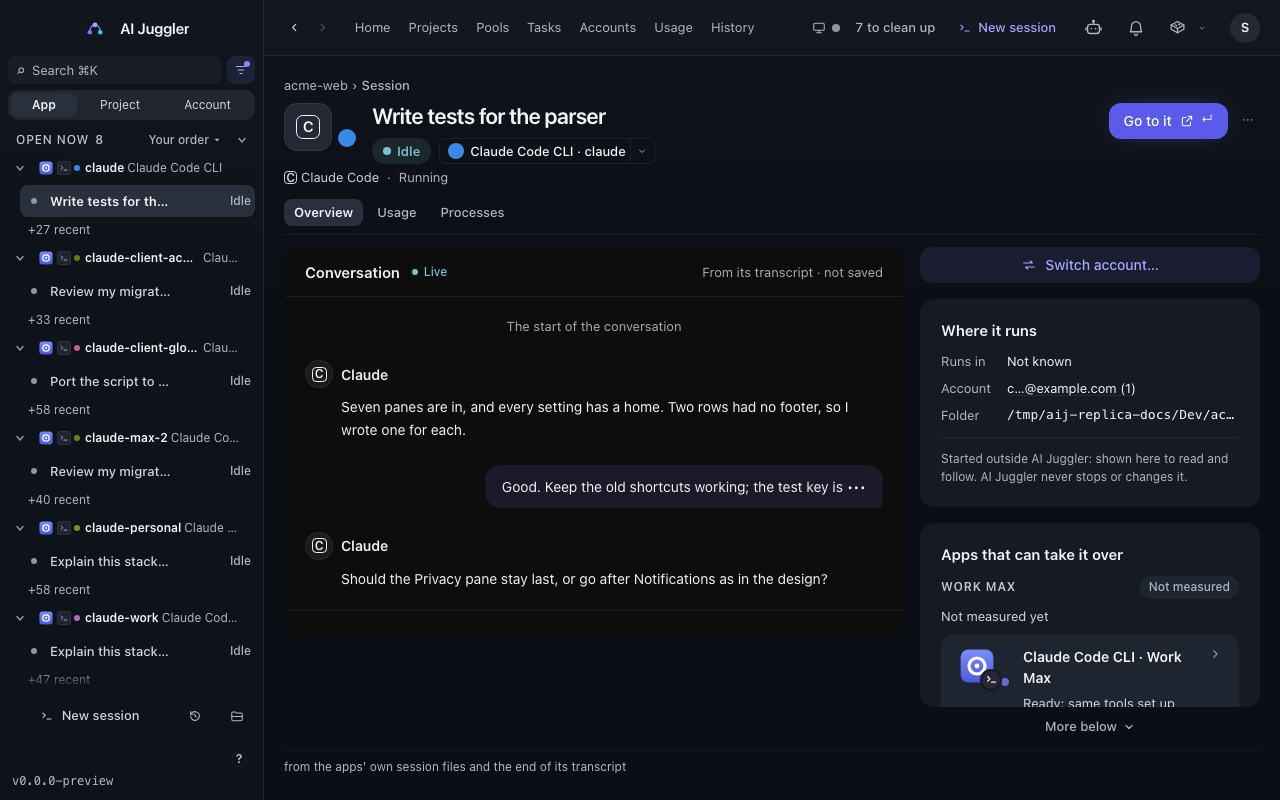 AI Juggler
Search ⌘K
App Project Account
OPEN NOW 8 Your order
claude Claude Code CLI
Write tests for th... Idle
+27 recent
claude-client-ac... Clau...
Review my migrat... Idle
+33 recent
claude-client-glo... Clau...
Port the script to ... Idle
+58 recent
claude-max-2 Claude Co...
Review my migrat... Idle
+40 recent
claude-personal Claude ...
Explain this stack... Idle
+58 recent
claude-work Claude Cod...
Explain this stack... Idle
+47 recent
New session
?
v0.0.0-preview
Home Projects Pools Tasks Accounts Usage History
7 to clean up
New session
S
acme-web › Session
C
Write tests for the parser
Idle
Claude Code CLI · claude
Go to it
C Claude Code · Running
Overview Usage Processes
Conversation Live From its transcript · not saved
The start of the conversation
C Claude
Seven panes are in, and every setting has a home. Two rows had no footer, so I
wrote one for each.
Good. Keep the old shortcuts working; the test key is •••
C Claude
Should the Privacy pane stay last, or go after Notifications as in the design?
Switch account...
Where it runs
Runs in Not known
Account c...@example.com (1)
Folder /tmp/aij-replica-docs/Dev/ac...
Started outside AI Juggler: shown here to read and
follow. AI Juggler never stops or changes it.
Apps that can take it over
WORK MAX Not measured
Not measured yet
Claude Code CLI · Work
Max
Ready: same tools set up
More below
from the apps' own session files and the end of its transcript